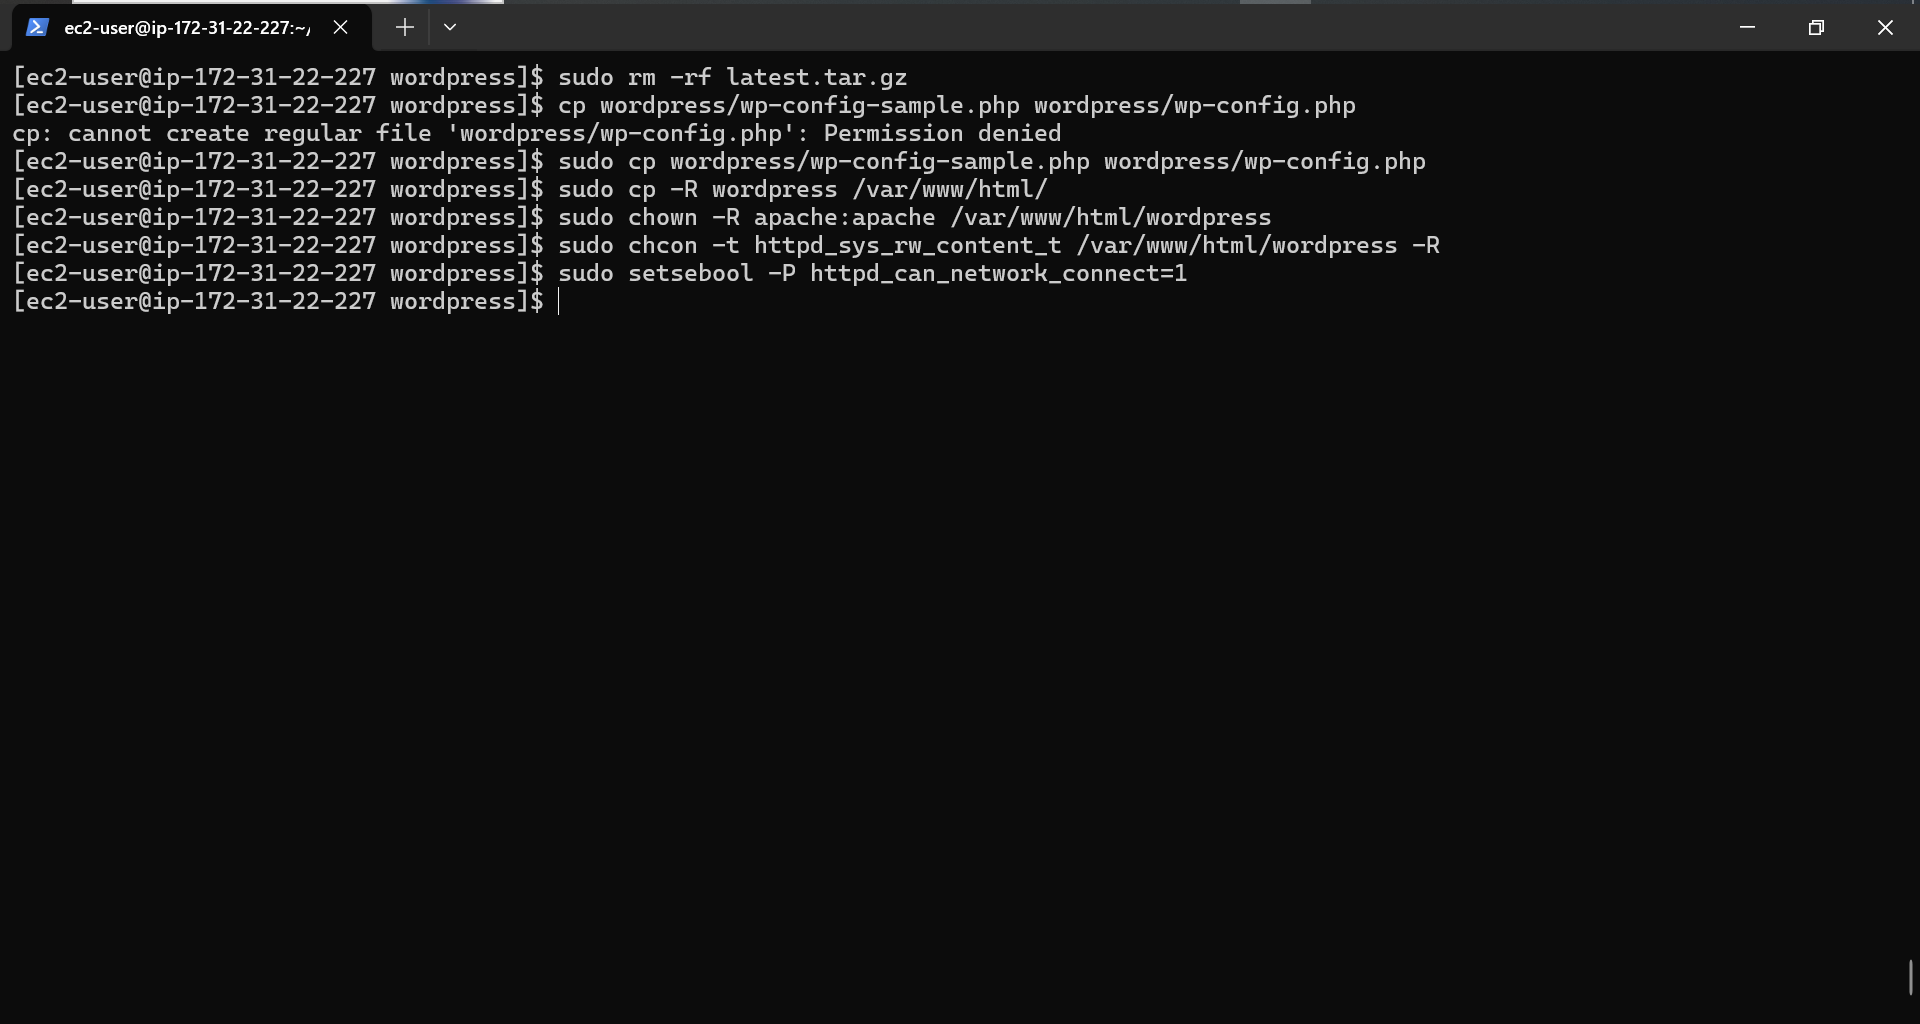 ec2-user@ip-172-31-22-227:~/
[ec2-user@ip-172-31-22-227 wordpress]$ sudo rm -rf latest.tar.gz
[ec2-user@ip-172-31-22-227 wordpress]$ cp wordpress/wp-config-sample.php wordpress/wp-config.php
cp: cannot create regular file 'wordpress/wp-config.php': Permission denied
[ec2-user@ip-172-31-22-227 wordpress]$ sudo cp wordpress/wp-config-sample.php wordpress/wp-config.php
[ec2-user@ip-172-31-22-227 wordpress]$ sudo cp -R wordpress /var/www/html/
[ec2-user@ip-172-31-22-227 wordpress]$ sudo chown -R apache:apache /var/www/html/wordpress
[ec2-user@ip-172-31-22-227 wordpress]$ sudo chcon -t httpd_sys_rw_content_t /var/www/html/wordpress -R
[ec2-user@ip-172-31-22-227 wordpress]$ sudo setsebool -P httpd_can_network_connect=1
[ec2-user@ip-172-31-22-227 wordpress]$